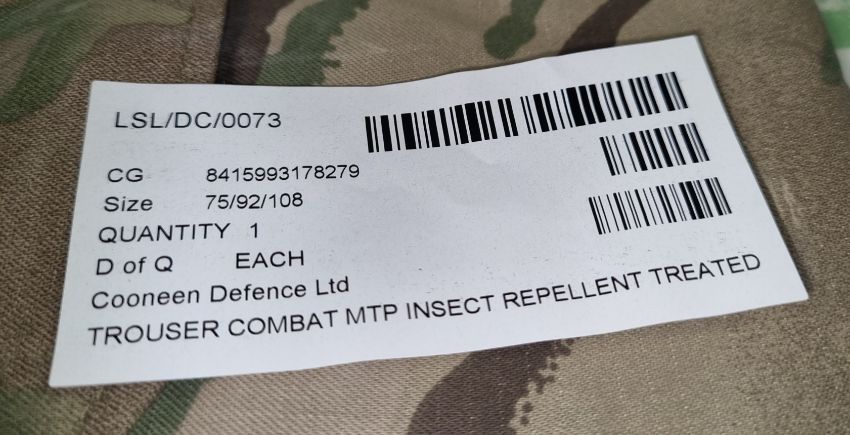 LSL/DC/0073
CG 8415993178279
Size 75/92/108
QUANTITY 1
D of Q EACH
Cooneen Defence Ltd
TROUSER COMBAT MTP INSECT REPELLENT TREATED